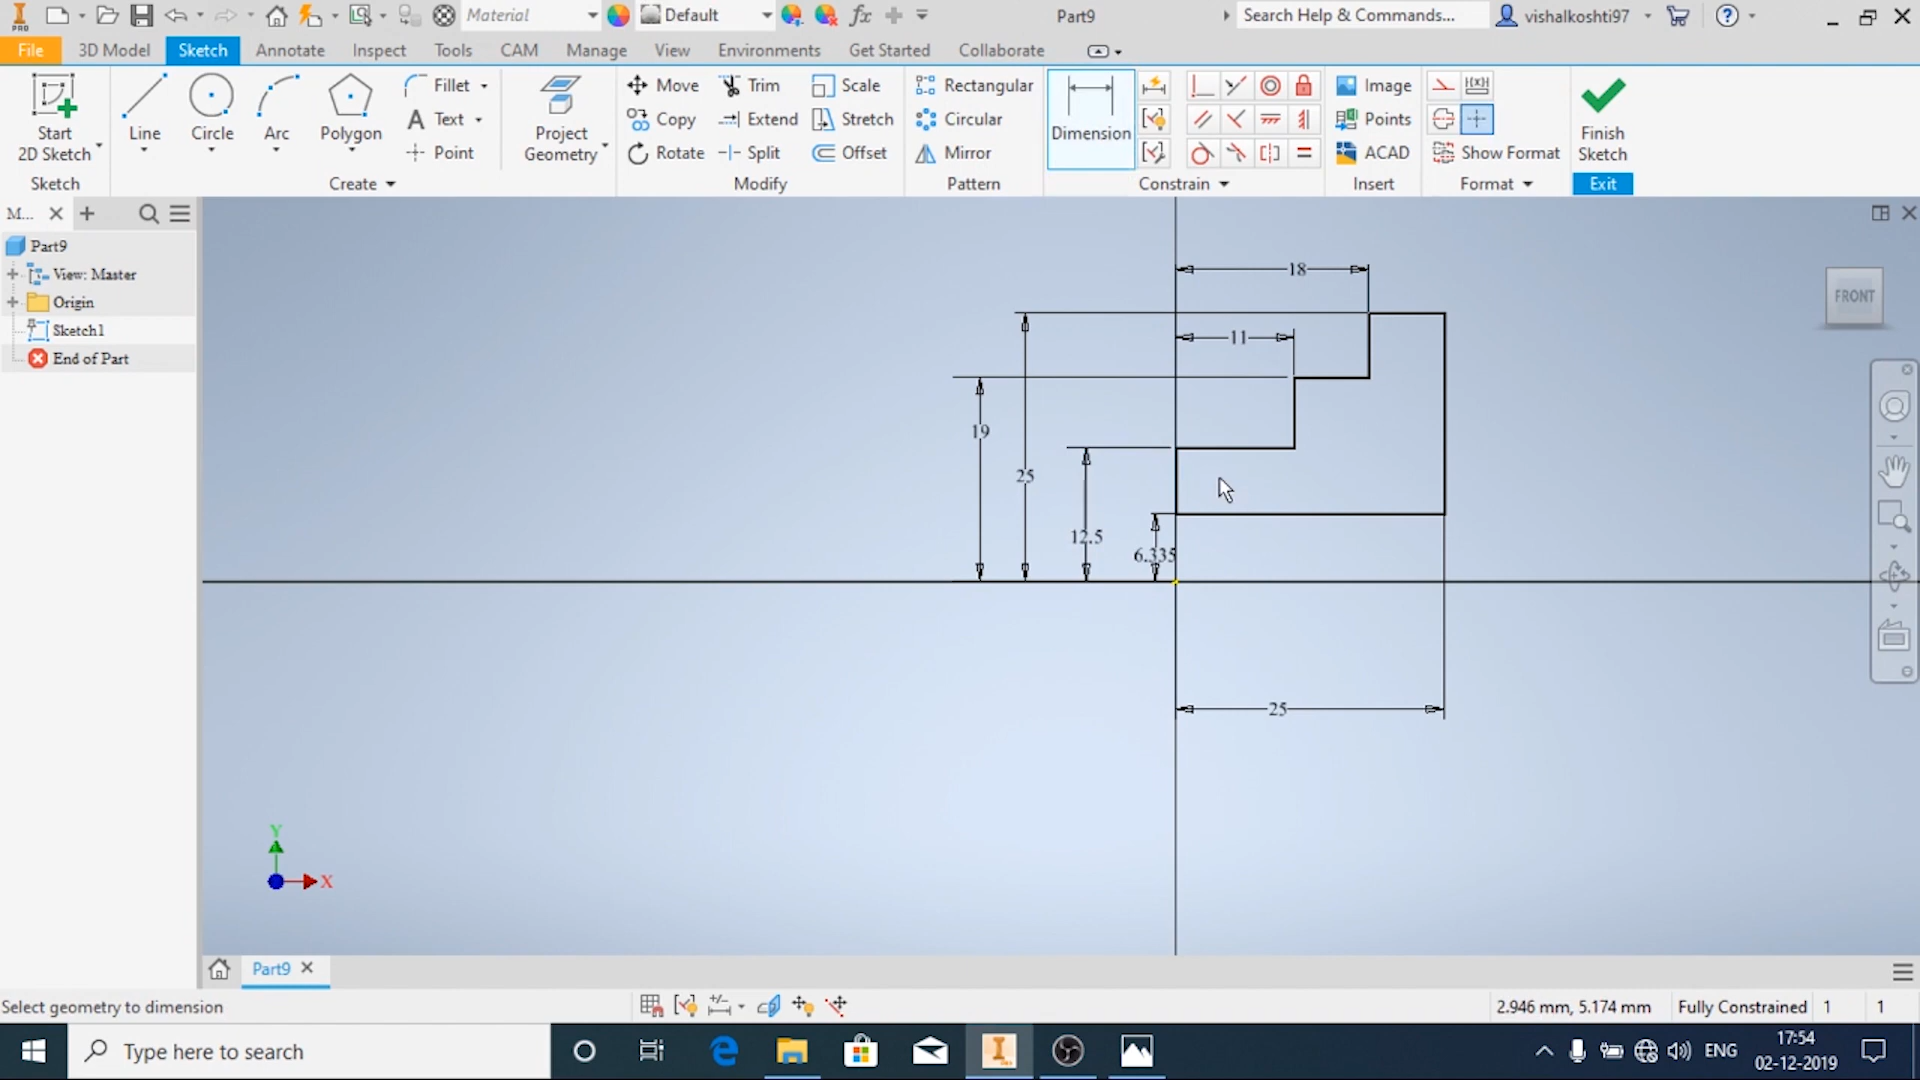 PRO
Material
Default
fx
Part9
Search Help & Commands...
vishalkoshti97
File
3D Model
Sketch
Annotate
Inspect
Tools
CAM
Manage
View
Environments
Get Started
Collaborate
Start
2D Sketch
Sketch
Line
Circle
Arc
Polygon
Fillet
Text
Point
Create
Project
Geometry
Move
Copy
Rotate
Trim
Extend
Split
Scale
Stretch
Offset
Modify
Rectangular
Circular
Mirror
Pattern
Dimension
Constrain
Image
Points
ACAD
Insert
Show Format
Format
Finish
Sketch
Exit
M...
Part9
View: Master
Origin
Sketch1
End of Part
18
11
19
25
12.5
6.335
25
FRONT
Y
X
Part9
Select geometry to dimension
2.946 mm, 5.174 mm
Fully Constrained
1
1
Type here to search
ENG
17:54
02-12-2019